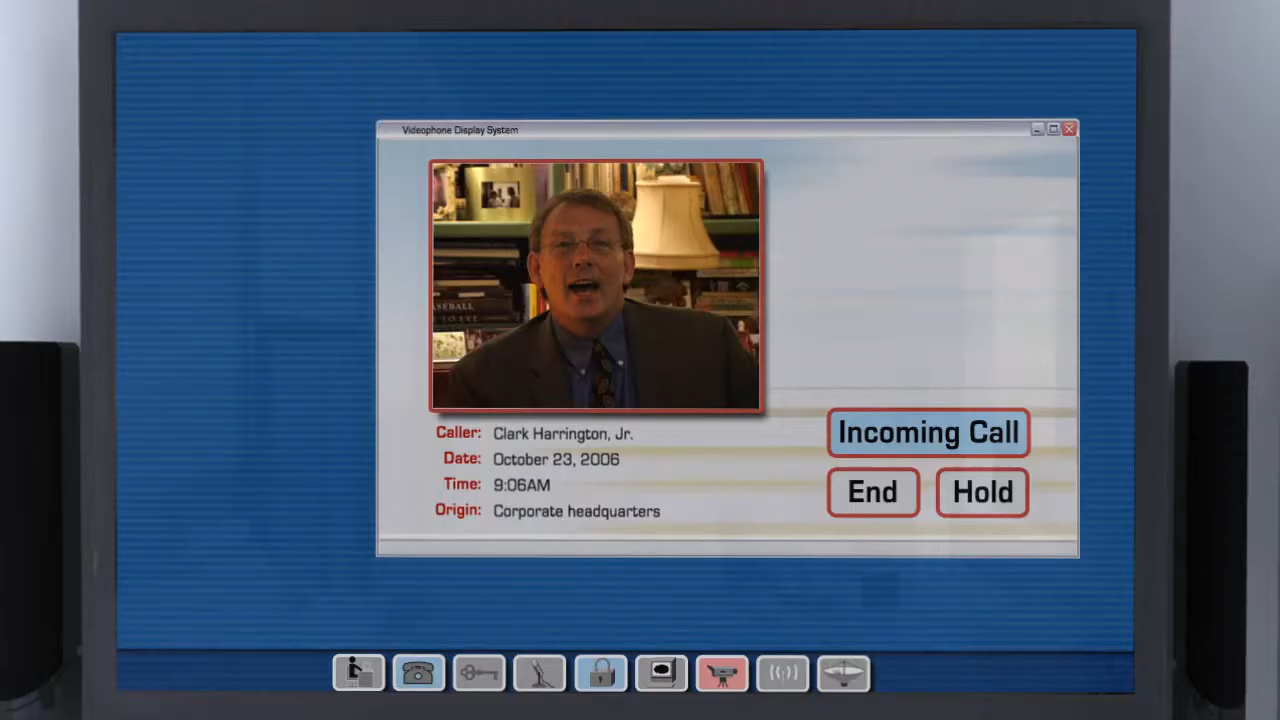 Videophone Display System
BASEBALL
Caller: Clark Harrington, Jr.
Date: October 23, 2006
Time: 9:06AM
Origin: Corporate headquarters
Incoming Call
End Hold